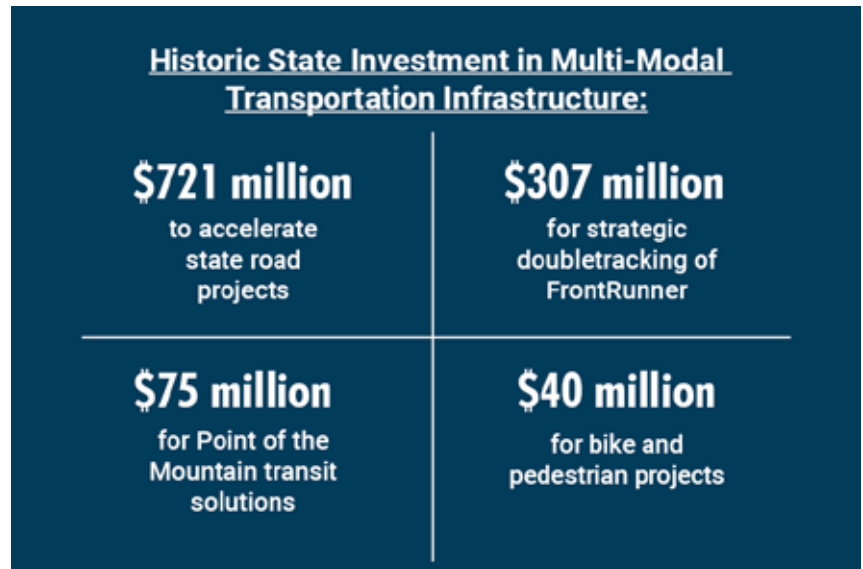 Historic State Investment in Multi-Modal
Transportation Infrastructure:
$721 million
to accelerate
state road
projects
$307 million
for strategic
doubletracking of
FrontRunner
$75 million
for Point of the
Mountain transit
solutions
$40 million
for bike and
pedestrian projects